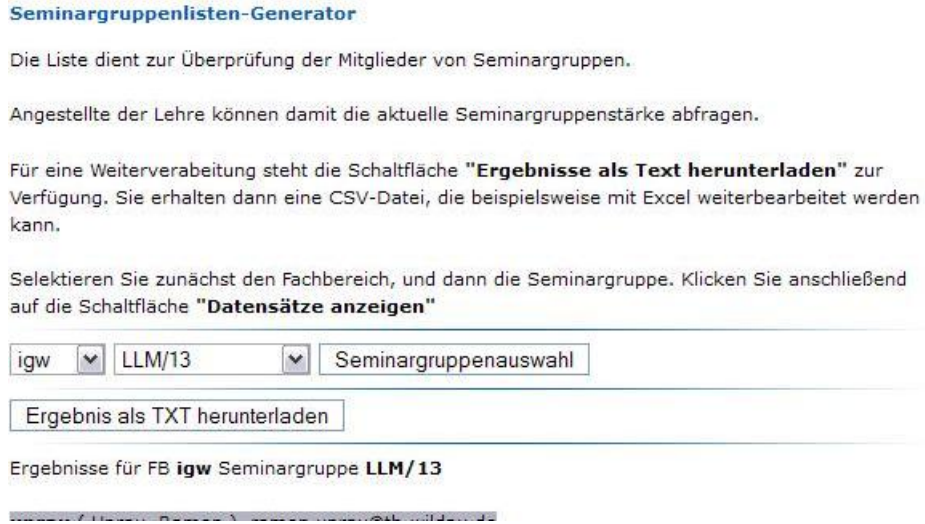 Seminargruppenlisten-Generator
Die Liste dient zur Überprüfung der Mitglieder von Seminargruppen.
Angestellte der Lehre können damit die aktuelle Seminargruppenstärke abfragen.
Für eine Weiterverabeitung steht die Schaltfläche "Ergebnisse als Text herunterladen" zur
Verfügung. Sie erhalten dann eine CSV-Datei, die beispielsweise mit Excel weiterbearbeitet werden
kann.
Selektieren Sie zunächst den Fachbereich, und dann die Seminargruppe. Klicken Sie anschließend
auf die Schaltfläche "Datensätze anzeigen"
igw LLM/13 Seminargruppenauswahl
Ergebnis als TXT herunterladen
Ergebnisse für FB igw Seminargruppe LLM/13